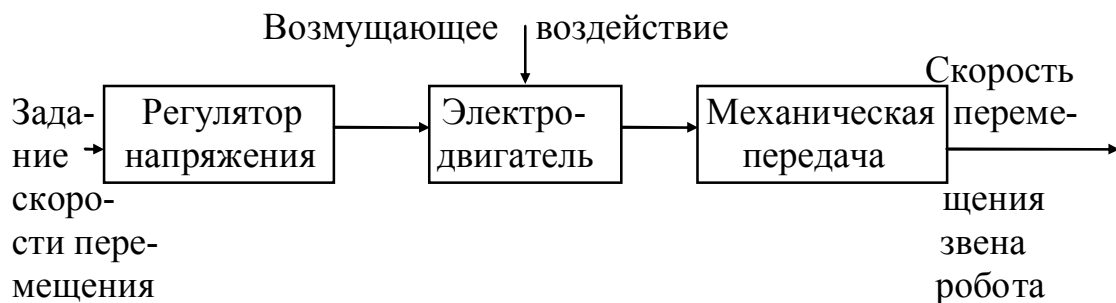 Возмущающее воздействие
Зада-
ние
скоро-
сти пере-
мещения
Регулятор
напряжения
Электро-
двигатель
Механическая
передача
Скорость
переме-
щения
звена
робота